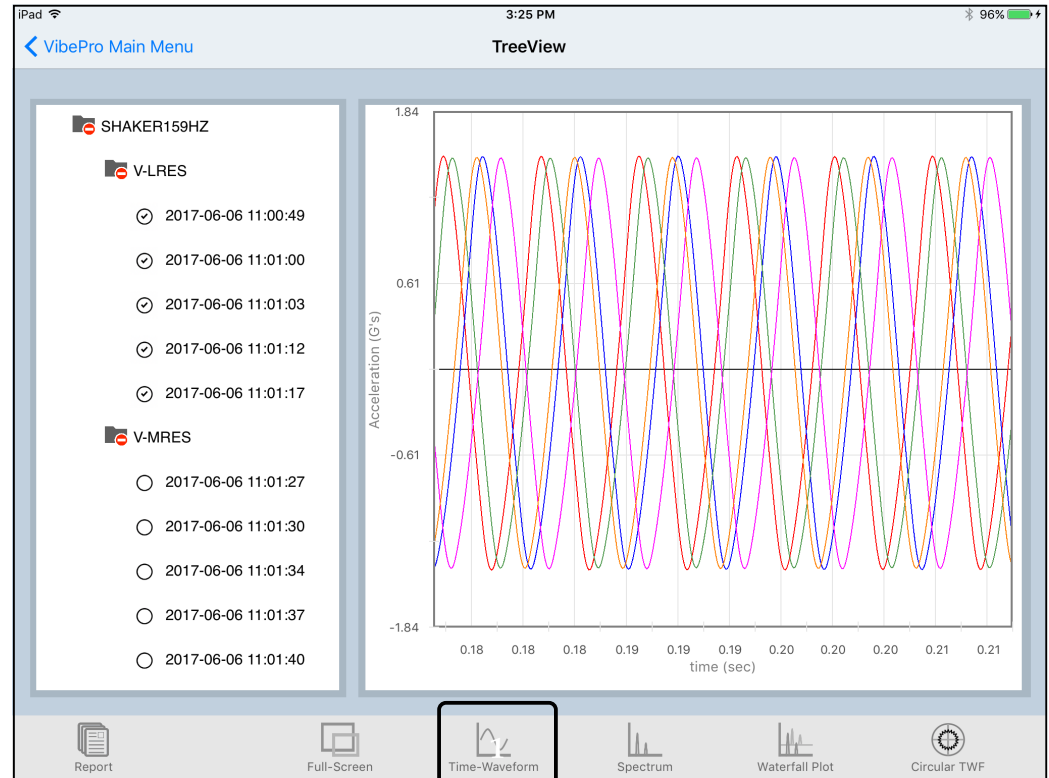 iPad 3:25 PM 96%
VibePro Main Menu TreeView
SHAKER159HZ
V-LRES
2017-06-06 11:00:49
2017-06-06 11:01:00
2017-06-06 11:01:03
2017-06-06 11:01:12
2017-06-06 11:01:17
V-MRES
2017-06-06 11:01:27
2017-06-06 11:01:30
2017-06-06 11:01:34
2017-06-06 11:01:37
2017-06-06 11:01:40
1.84
0.61
-0.61
-1.84
Acceleration (G's)
0.18 0.18 0.18 0.19 0.19 0.19 0.20 0.20 0.20 0.21 0.21
time (sec)
Report Full-Screen Time-Waveform Spectrum Waterfall Plot Circular TWF
1